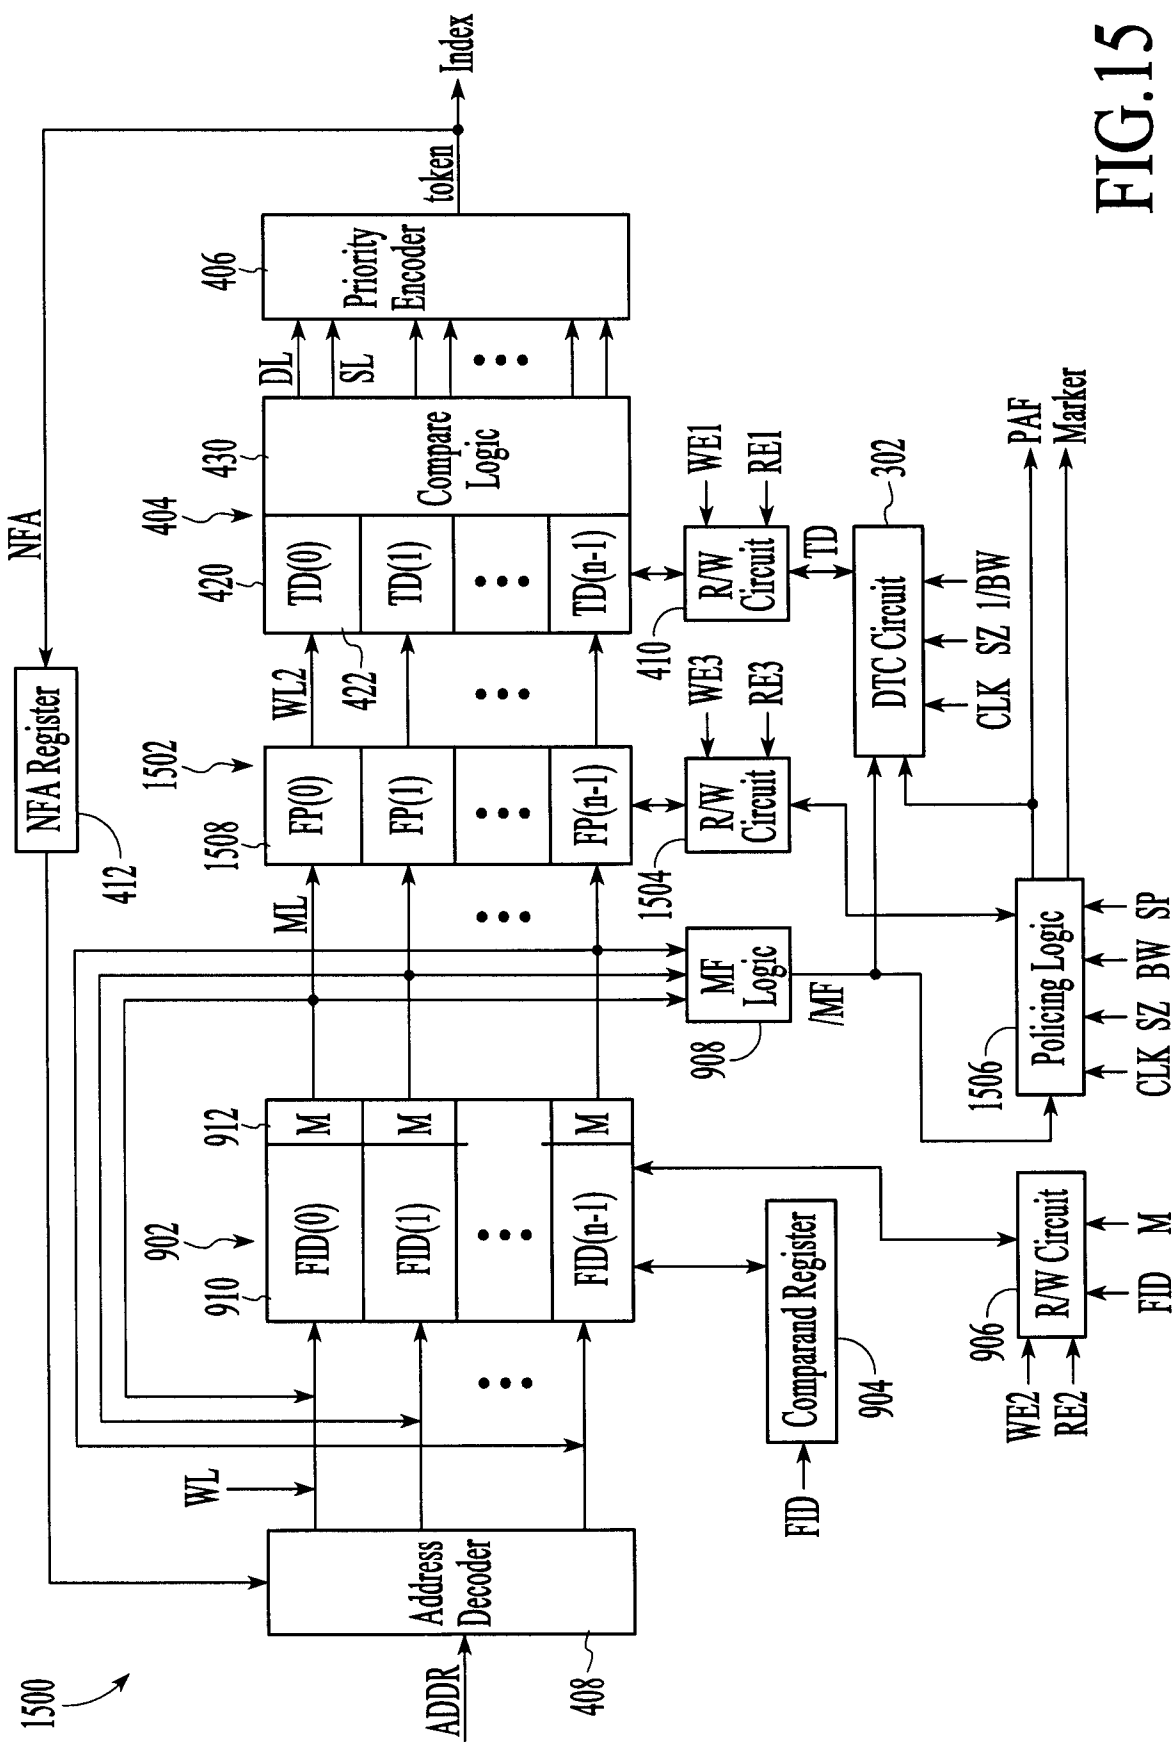 1500
ADDR
Address
Decoder
408
WL
910
902
912
FID(0)
M
FID(1)
M
FID(n-1)
M
FID
Comparand Register
904
WE2
RE2
906
R/W Circuit
FID
M
ML
MF
Logic
908
/MF
NFA Register
412
NFA
1508
1502
FP(0)
FP(1)
FP(n-1)
R/W
Circuit
1504
WE3
RE3
WL2
422
420
404
430
TD(0)
TD(1)
TD(n-1)
Compare
Logic
R/W
Circuit
410
WE1
RE1
TD
DTC Circuit
302
CLK
SZ
1/BW
Policing Logic
1506
CLK
SZ
BW
SP
PAF
Marker
DL
SL
406
Priority
Encoder
token
Index
FIG.15